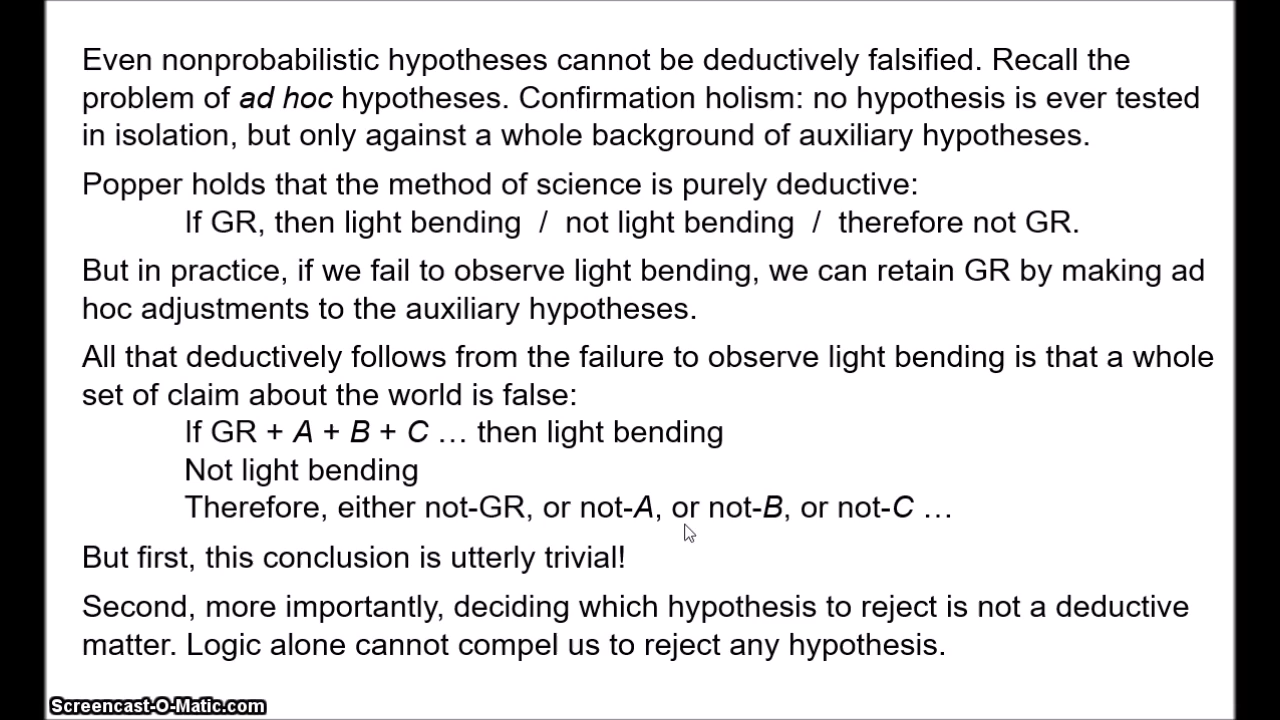 Even nonprobabilistic hypotheses cannot be deductively falsified. Recall the
problem of ad hoc hypotheses. Confirmation holism: no hypothesis is ever tested
in isolation, but only against a whole background of auxiliary hypotheses.
Popper holds that the method of science is purely deductive:
If GR, then light bending / not light bending / therefore not GR.
But in practice, if we fail to observe light bending, we can retain GR by making ad
hoc adjustments to the auxiliary hypotheses.
All that deductively follows from the failure to observe light bending is that a whole
set of claim about the world is false:
If GR + A + B + C … then light bending
Not light bending
Therefore, either not-GR, or not-A, or not-B, or not-C …
But first, this conclusion is utterly trivial!
Second, more importantly, deciding which hypothesis to reject is not a deductive
matter. Logic alone cannot compel us to reject any hypothesis.
Screencast-O-Matic.com